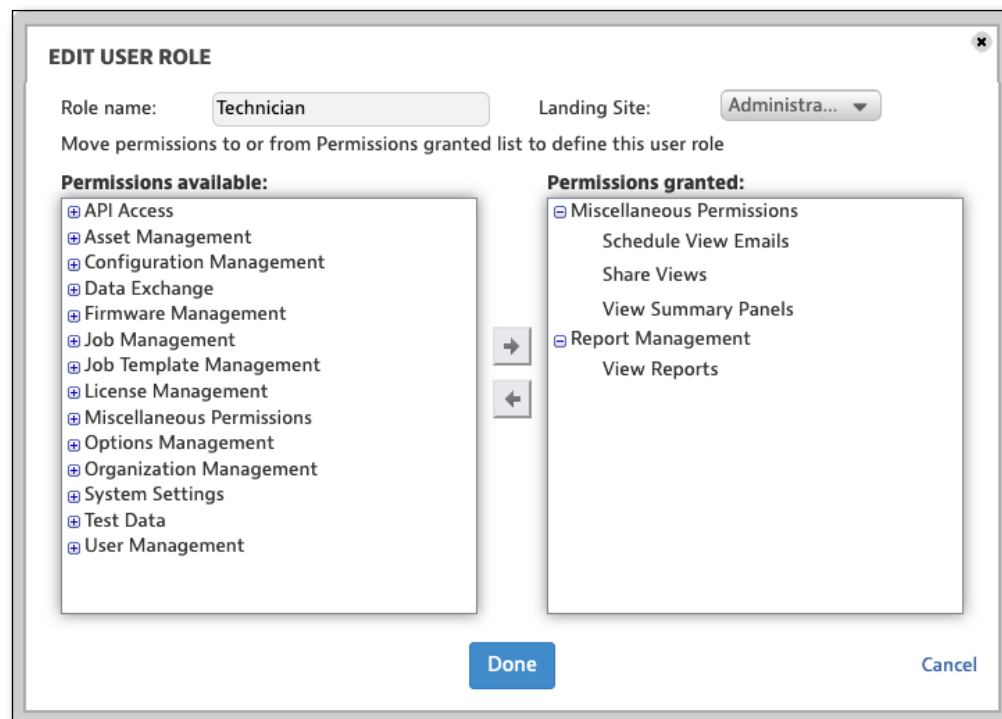 EDIT USER ROLE
Role name: Technician Landing Site: Administra...
Move permissions to or from Permissions granted list to define this user role
Permissions available:
API Access
Asset Management
Configuration Management
Data Exchange
Firmware Management
Job Management
Job Template Management
License Management
Miscellaneous Permissions
Options Management
Organization Management
System Settings
Test Data
User Management
Permissions granted:
Miscellaneous Permissions
Schedule View Emails
Share Views
View Summary Panels
Report Management
View Reports
Done
Cancel